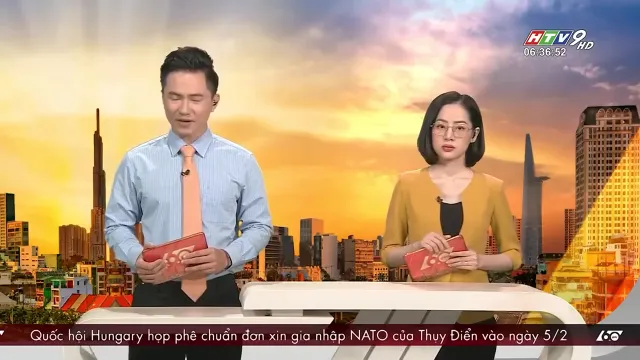 HTV9 HD
06:36:52
Quốc hội Hungary họp phê chuẩn đơn xin gia nhập NATO của Thụy Điển vào ngày 5/2